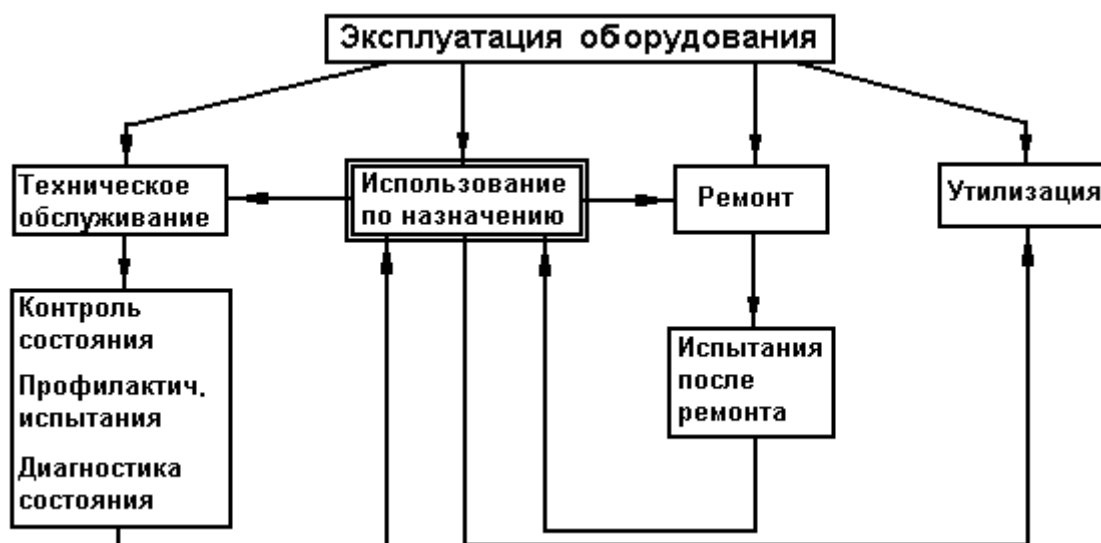 Эксплуатация оборудования
Техническое
обслуживание
Использование
по назначению
Ремонт
Утилизация
Контроль
состояния
Профилактич.
испытания
Диагностика
состояния
Испытания
после
ремонта